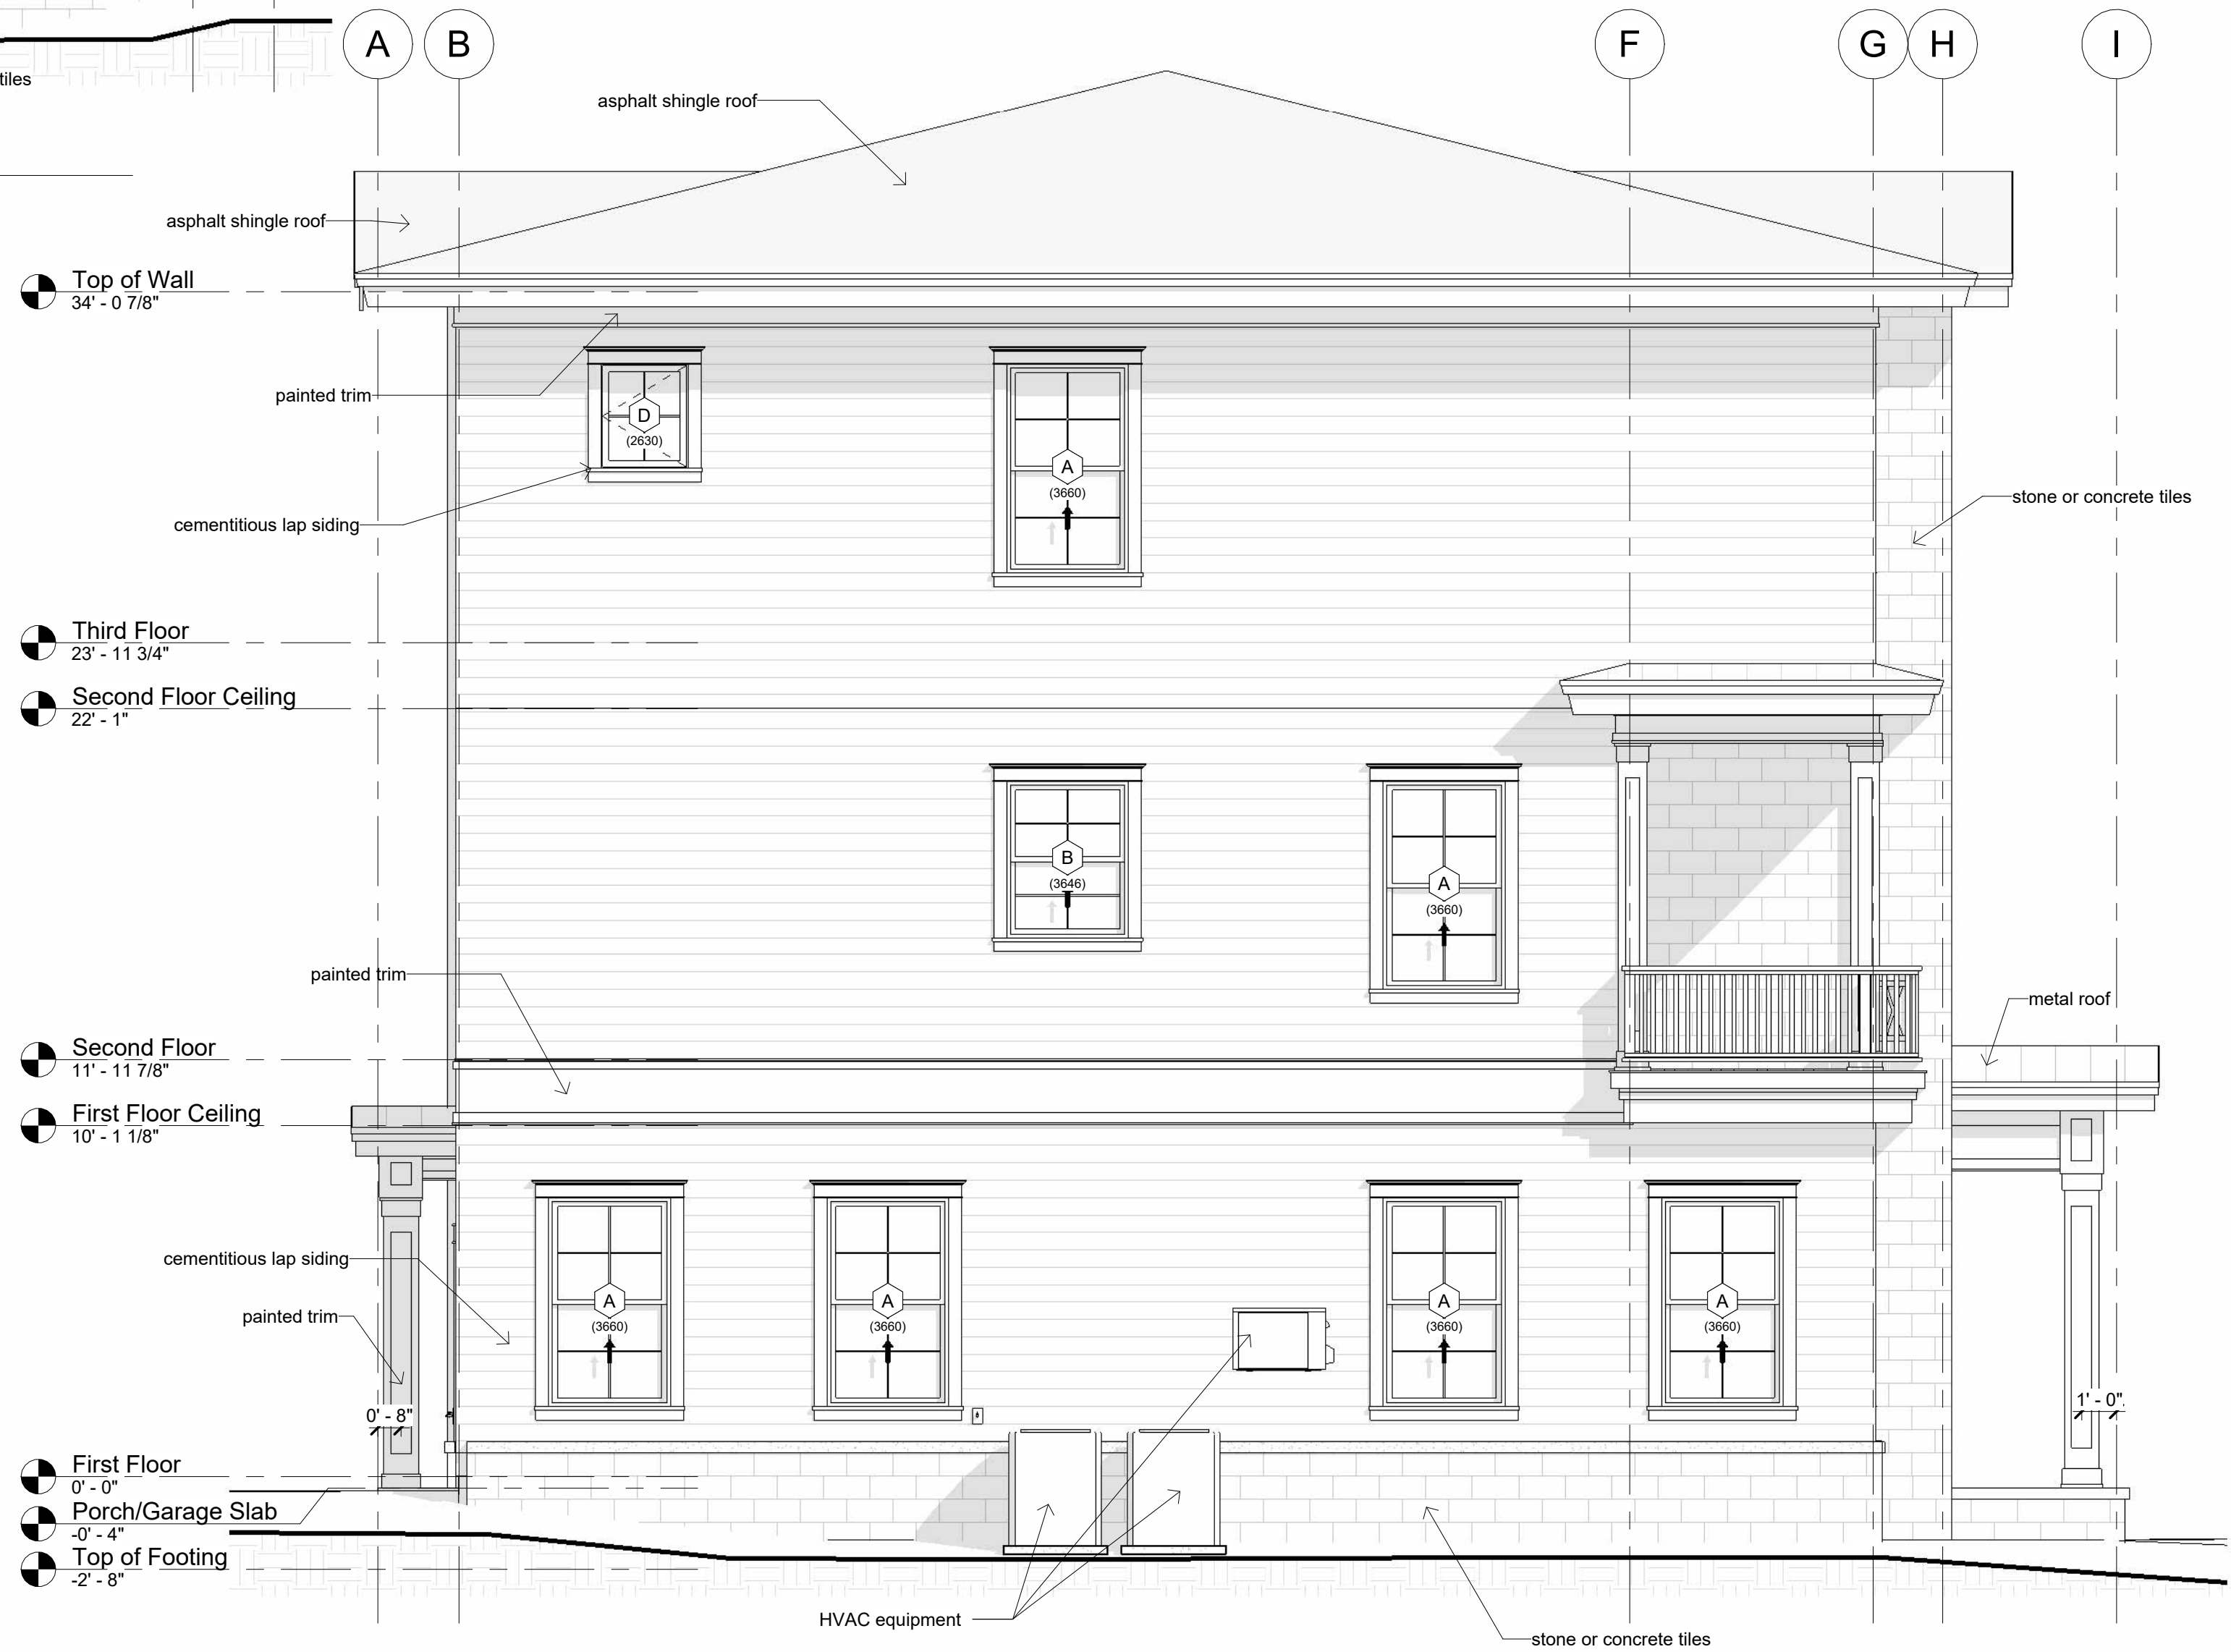 A B F G H I
tiles
asphalt shingle roof
asphalt shingle roof
Top of Wall
34' - 0 7/8"
painted trim
D
(2630)
A
(3660)
cementitious lap siding
stone or concrete tiles
Third Floor
23' - 11 3/4"
Second Floor Ceiling
22' - 1"
B
(3646)
A
(3660)
painted trim
metal roof
Second Floor
11' - 11 7/8"
First Floor Ceiling
10' - 1 1/8"
cementitious lap siding
A
(3660)
A
(3660)
A
(3660)
A
(3660)
painted trim
0' - 8"
1' - 0"
First Floor
0' - 0"
Porch/Garage Slab
-0' - 4"
Top of Footing
-2' - 8"
HVAC equipment
stone or concrete tiles